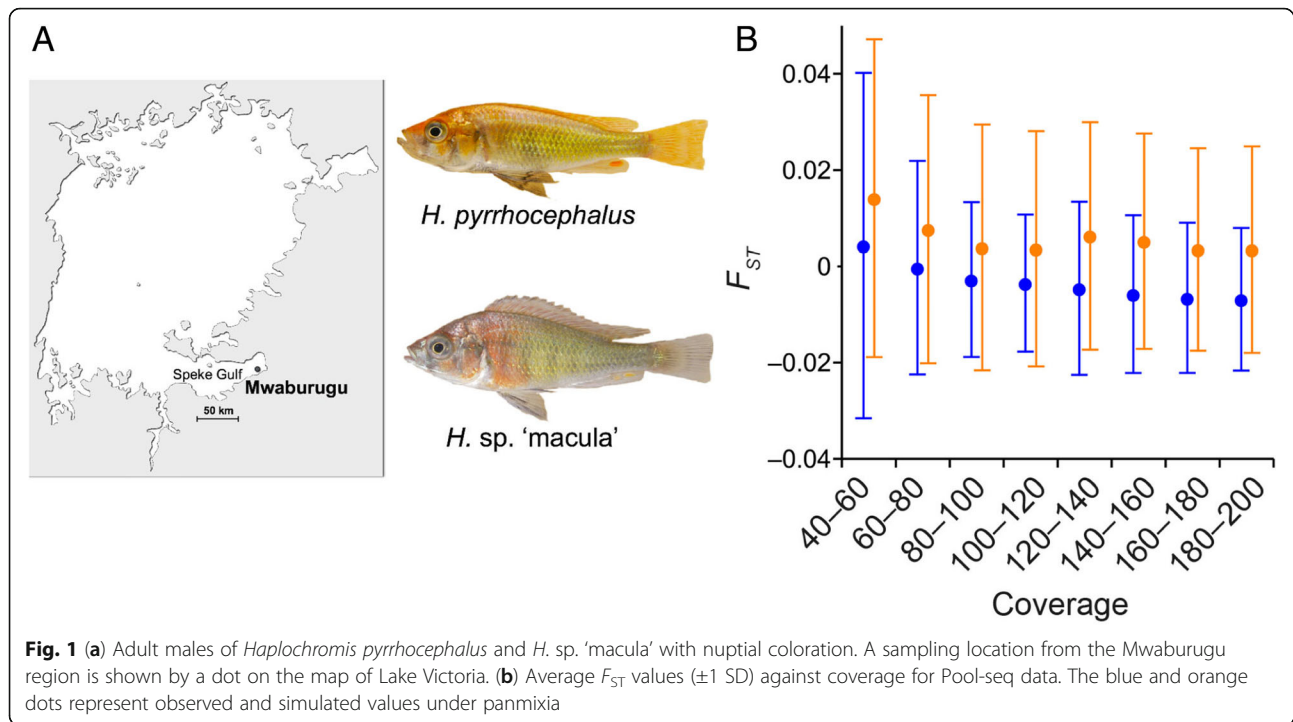 A
H. pyrrhocephalus
H. sp. ‘macula’
Speke Gulf
Mwaburugu
50 km
B
F_ST
0.04
0.02
0
−0.02
−0.04
40–60
60–80
80–100
100–120
120–140
140–160
160–180
180–200
Coverage
Fig. 1 (a) Adult males of Haplochromis pyrrhocephalus and H. sp. ‘macula’ with nuptial coloration. A sampling location from the Mwaburugu
region is shown by a dot on the map of Lake Victoria. (b) Average F_ST values (±1 SD) against coverage for Pool-seq data. The blue and orange
dots represent observed and simulated values under panmixia